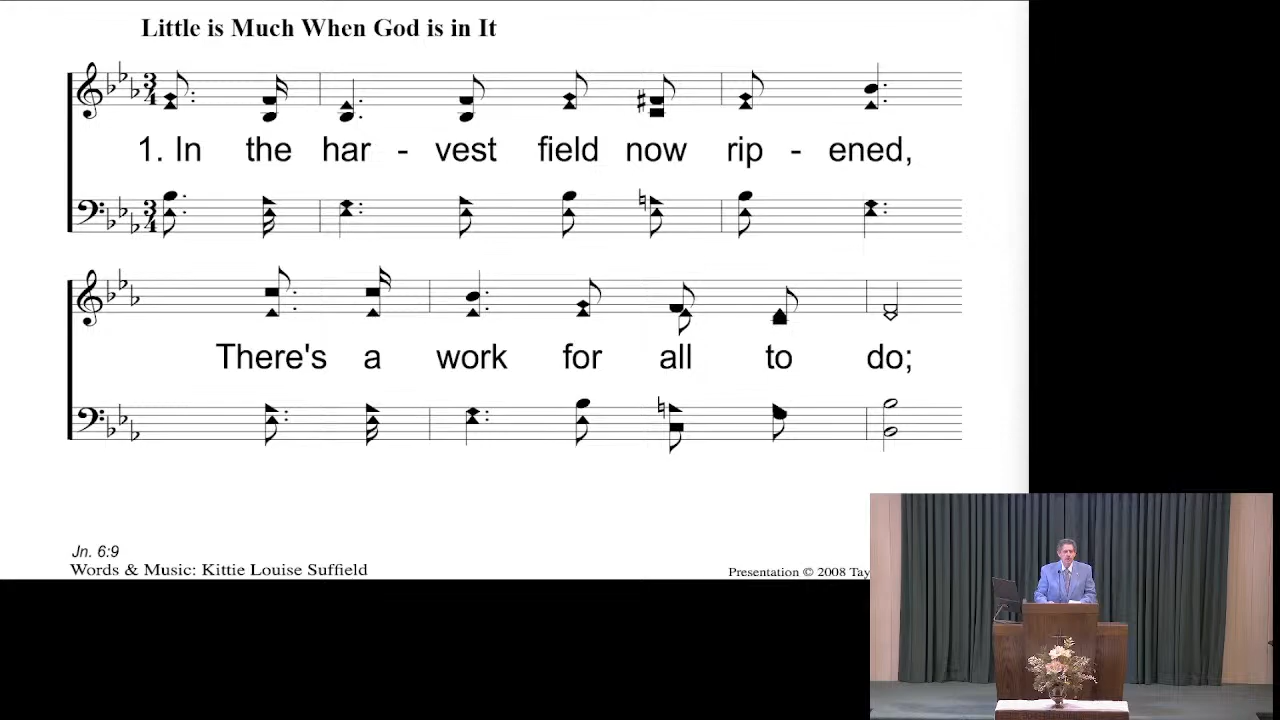 Little is Much When God is in It
1. In the har - vest field now rip - ened,
There's a work for all to do;
Jn. 6:9
Words & Music: Kittie Louise Suffield
Presentation © 2008 Tay